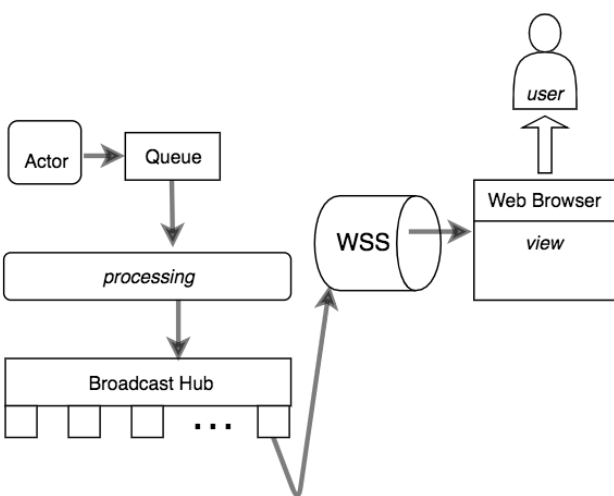 user
Actor
Queue
Web Browser
WSS
view
processing
Broadcast Hub
...